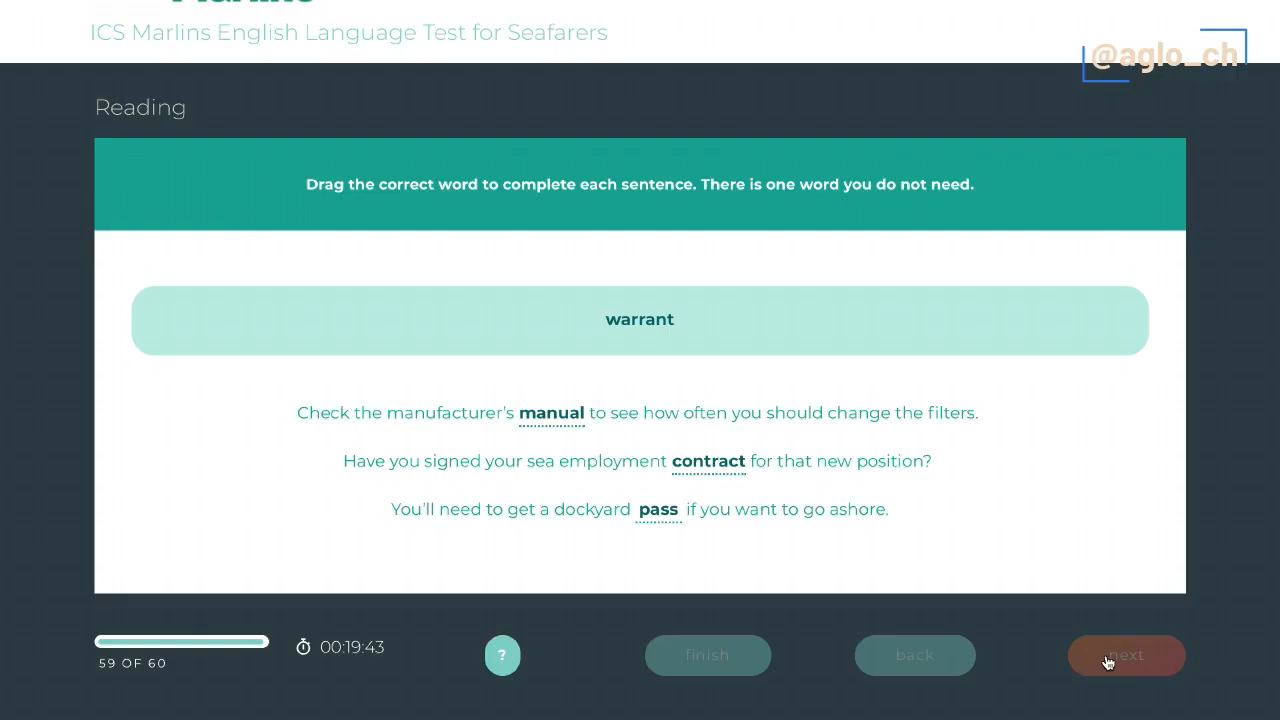 ICS Marlins English Language Test for Seafarers
@aglo_ch
Reading
Drag the correct word to complete each sentence. There is one word you do not need.
warrant
Check the manufacturer's manual to see how often you should change the filters.
Have you signed your sea employment contract for that new position?
You'll need to get a dockyard pass if you want to go ashore.
59 OF 60
00:19:43
?
finish
back
next